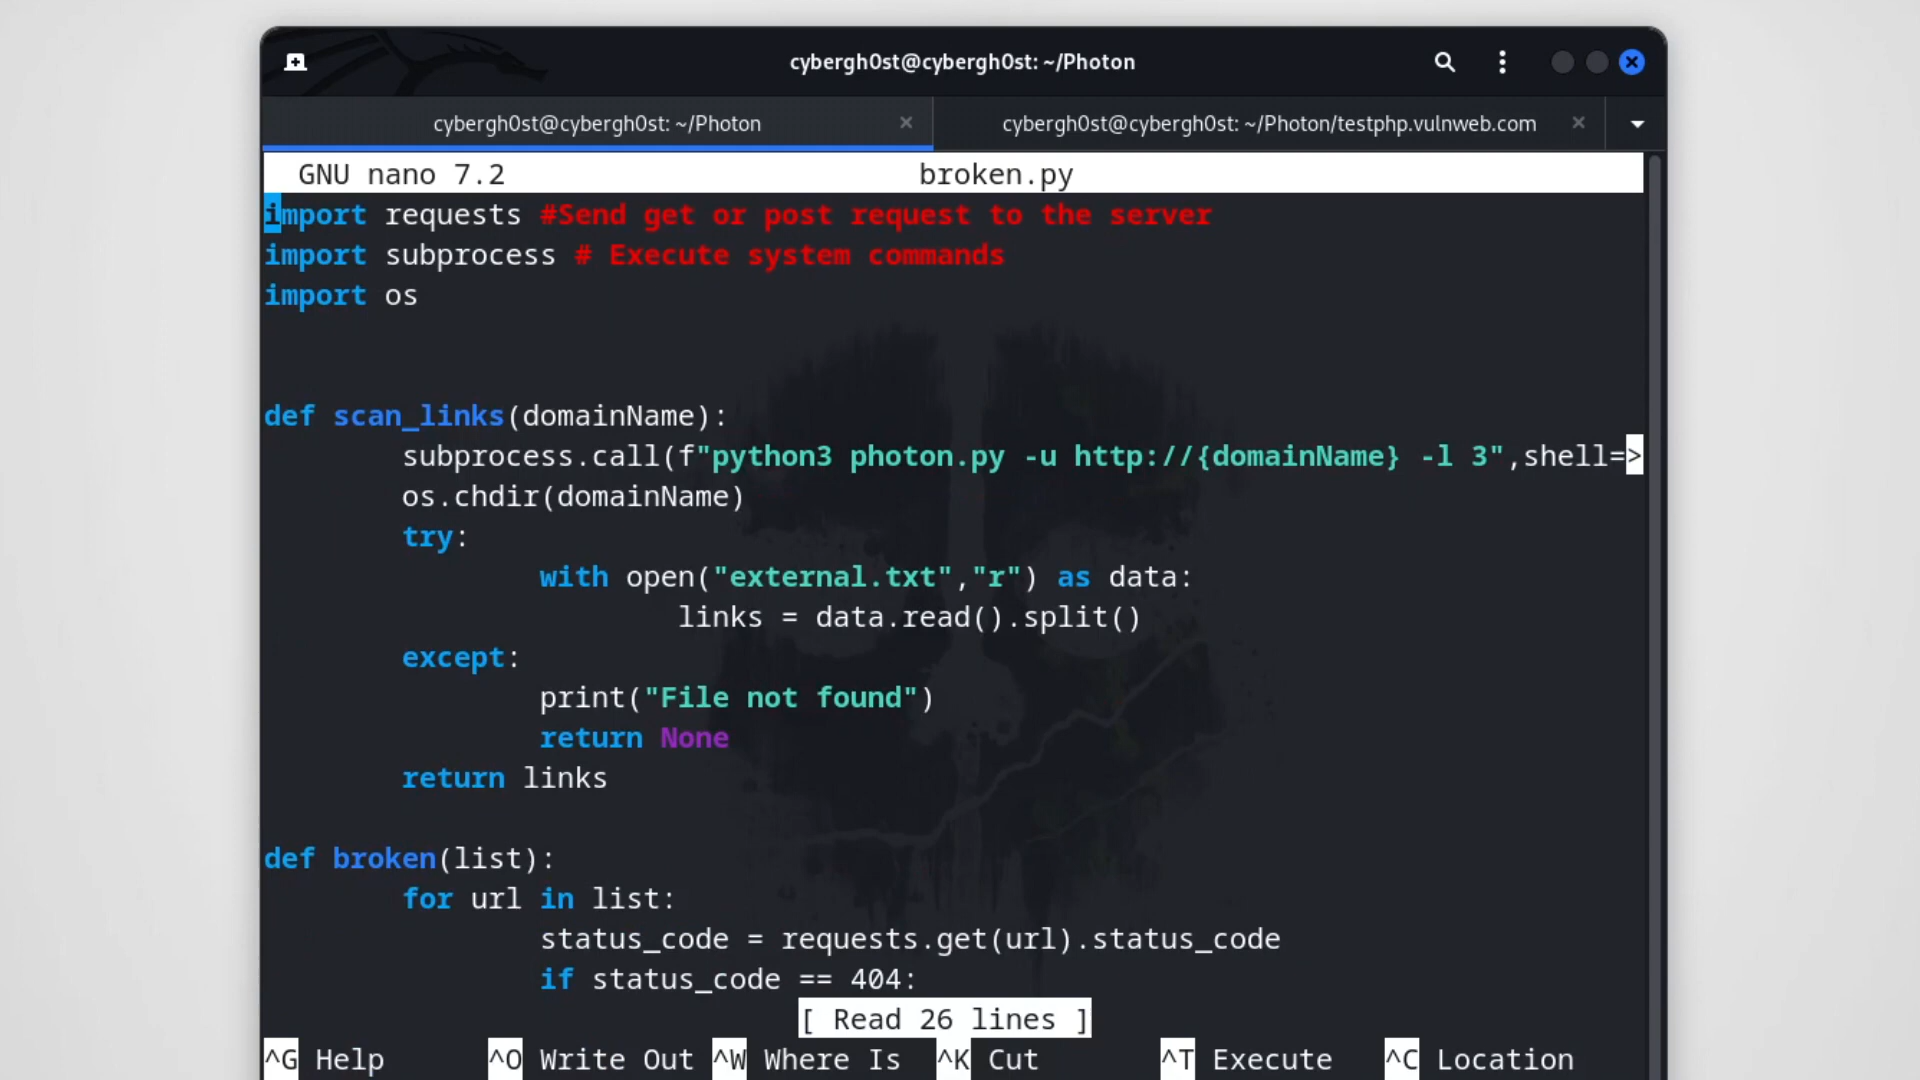 cybergh0st@cybergh0st: ~/Photon
cybergh0st@cybergh0st: ~/Photon × cybergh0st@cybergh0st: ~/Photon/testphp.vulnweb.com ×
GNU nano 7.2 broken.py
import requests #Send get or post request to the server
import subprocess # Execute system commands
import os
def scan_links(domainName):
        subprocess.call(f"python3 photon.py -u http://{domainName} -l 3",shell=>
        os.chdir(domainName)
        try:
                with open("external.txt","r") as data:
                        links = data.read().split()
        except:
                print("File not found")
                return None
        return links
def broken(list):
        for url in list:
                status_code = requests.get(url).status_code
                if status_code == 404:
[ Read 26 lines ]
^G Help ^O Write Out ^W Where Is ^K Cut ^T Execute ^C Location